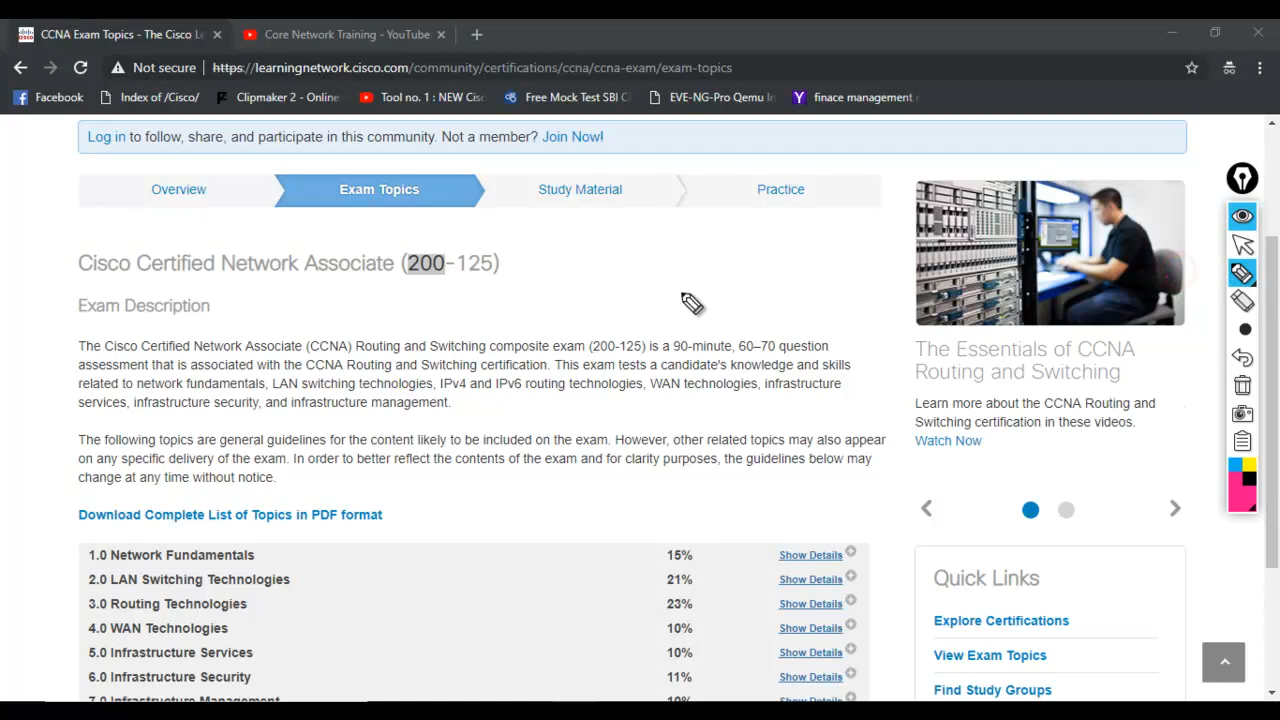 CCNA Exam Topics - The Cisco Le
Core Network Training - YouTube
Not secure
https://learningnetwork.cisco.com/community/certifications/ccna/ccna-exam/exam-topics
Facebook
Index of /Cisco/
Clipmaker 2 - Online
Tool no. 1 : NEW Cisc
Free Mock Test SBI C
EVE-NG-Pro Qemu In
finace management
Log in to follow, share, and participate in this community. Not a member? Join Now!
Overview
Exam Topics
Study Material
Practice
Cisco Certified Network Associate (200-125)
Exam Description
The Cisco Certified Network Associate (CCNA) Routing and Switching composite exam (200-125) is a 90-minute, 60–70 question
assessment that is associated with the CCNA Routing and Switching certification. This exam tests a candidate's knowledge and skills
related to network fundamentals, LAN switching technologies, IPv4 and IPv6 routing technologies, WAN technologies, infrastructure
services, infrastructure security, and infrastructure management.
The following topics are general guidelines for the content likely to be included on the exam. However, other related topics may also appear
on any specific delivery of the exam. In order to better reflect the contents of the exam and for clarity purposes, the guidelines below may
change at any time without notice.
Download Complete List of Topics in PDF format
1.0 Network Fundamentals 15% Show Details
2.0 LAN Switching Technologies 21% Show Details
3.0 Routing Technologies 23% Show Details
4.0 WAN Technologies 10% Show Details
5.0 Infrastructure Services 10% Show Details
6.0 Infrastructure Security 11% Show Details
7.0 Infrastructure Management 10% Show Details
The Essentials of CCNA
Routing and Switching
Learn more about the CCNA Routing and
Switching certification in these videos.
Watch Now
Quick Links
Explore Certifications
View Exam Topics
Find Study Groups